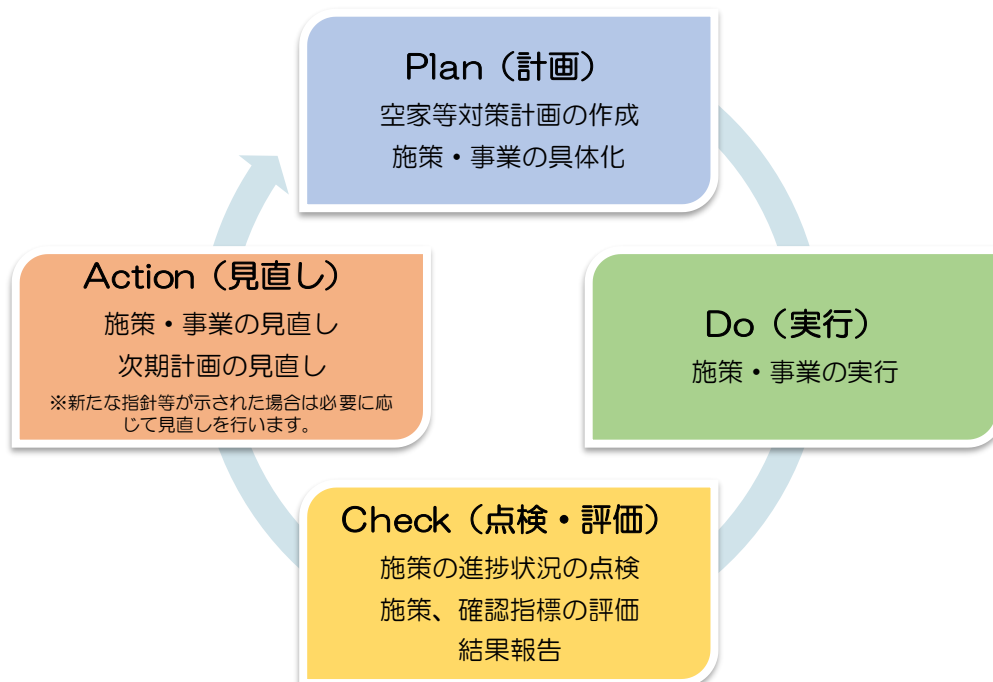 Plan（計画）
空家等対策計画の作成
施策・事業の具体化
Action（見直し）
施策・事業の見直し
次期計画の見直し
※新たな指針等が示された場合は必要に応
じて見直しを行います。
Do（実行）
施策・事業の実行
Check（点検・評価）
施策の進捗状況の点検
施策、確認指標の評価
結果報告